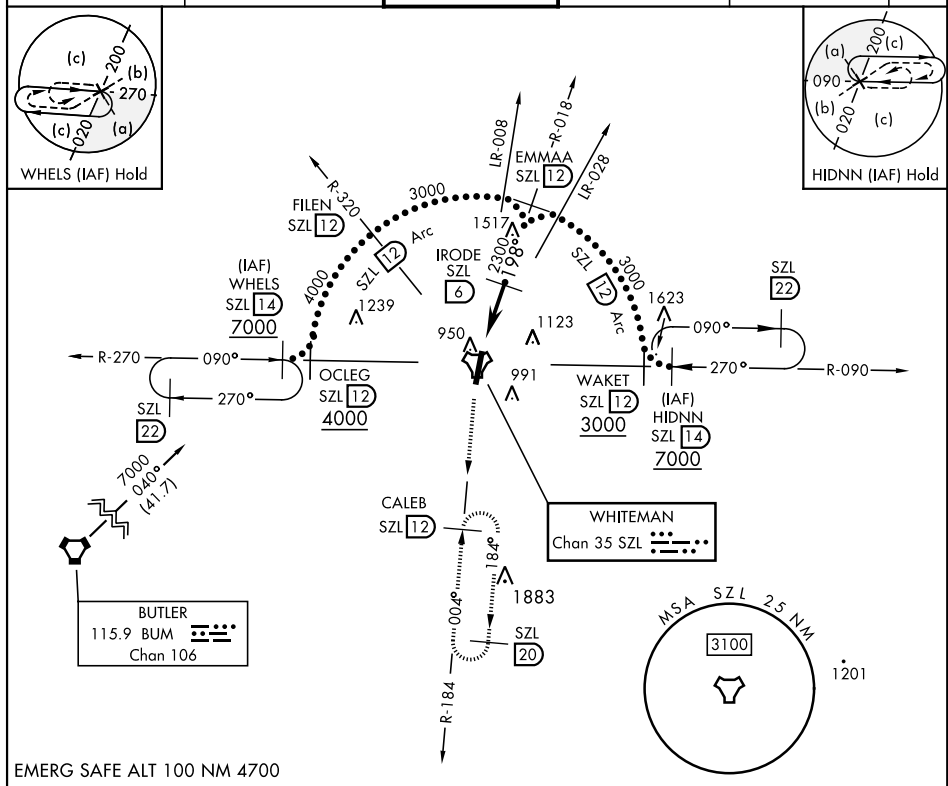 (c)
200
(b)
270
020
(c)
(a)
WHELS (IAF) Hold
(a)
200
(c)
090
(b)
020
(c)
HIDNN (IAF) Hold
LR-008
R-018
LR-028
EMMAA
SZL 12
R-320
3000
FILEN
SZL 12
1517
SZL 12 Arc
IRODE
SZL
6
2300
198°
SZL 12 Arc
3000
(IAF)
WHELS
SZL 14
7000
4000
1239
1623
SZL
22
950
1123
090°
R-270
090°
270°
SZL
22
OCLEG
SZL 12
4000
991
WAKET
SZL 12
3000
270°
R-090
(IAF)
HIDNN
SZL 14
7000
7000
040°
(41.7)
CALEB
SZL 12
WHITEMAN
Chan 35 SZL
184°
004°
1883
SZL
20
R-184
BUTLER
115.9 BUM
Chan 106
MSA SZL 25 NM
3100
1201
EMERG SAFE ALT 100 NM 4700